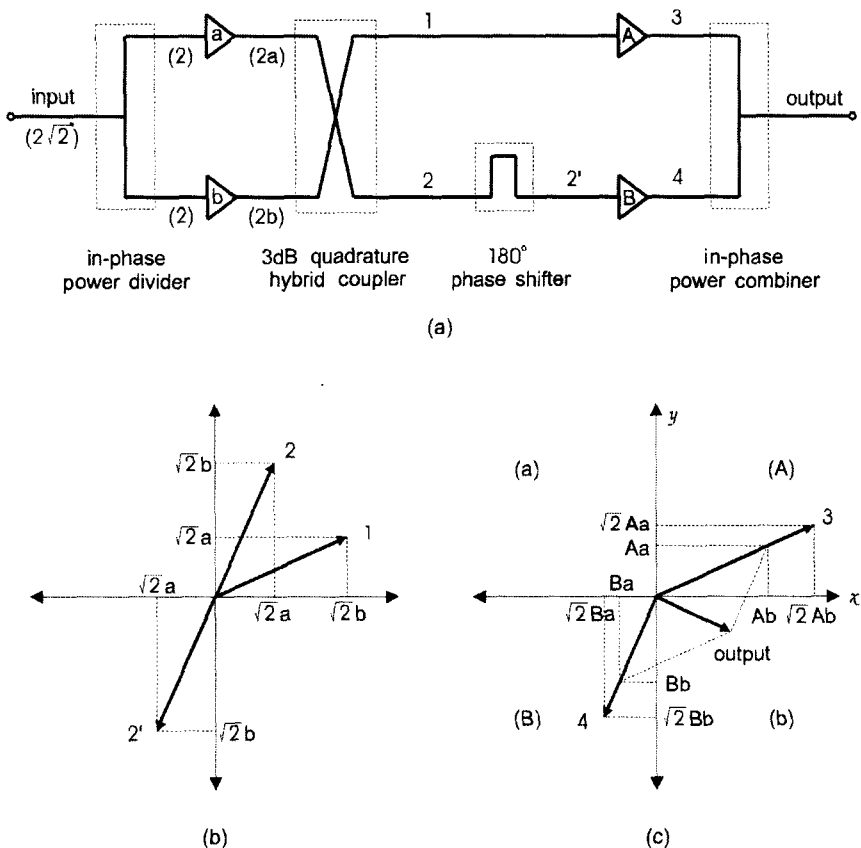 1
3
a
A
(2)
(2a)
input
output
(2√2)
2
2'
4
b
B
(2)
(2b)
in-phase
power divider
3dB quadrature
hybrid coupler
180°
phase shifter
in-phase
power combiner
(a)
y
2
√2 b
(a)
(A)
1
3
√2 a
√2 Aa
Aa
√2 a
Ba
x
√2 a
√2 b
√2 Ba
Ab
√2 Ab
output
Bb
2'
√2 b
4
(B)
√2 Bb
(b)
(b)
(c)